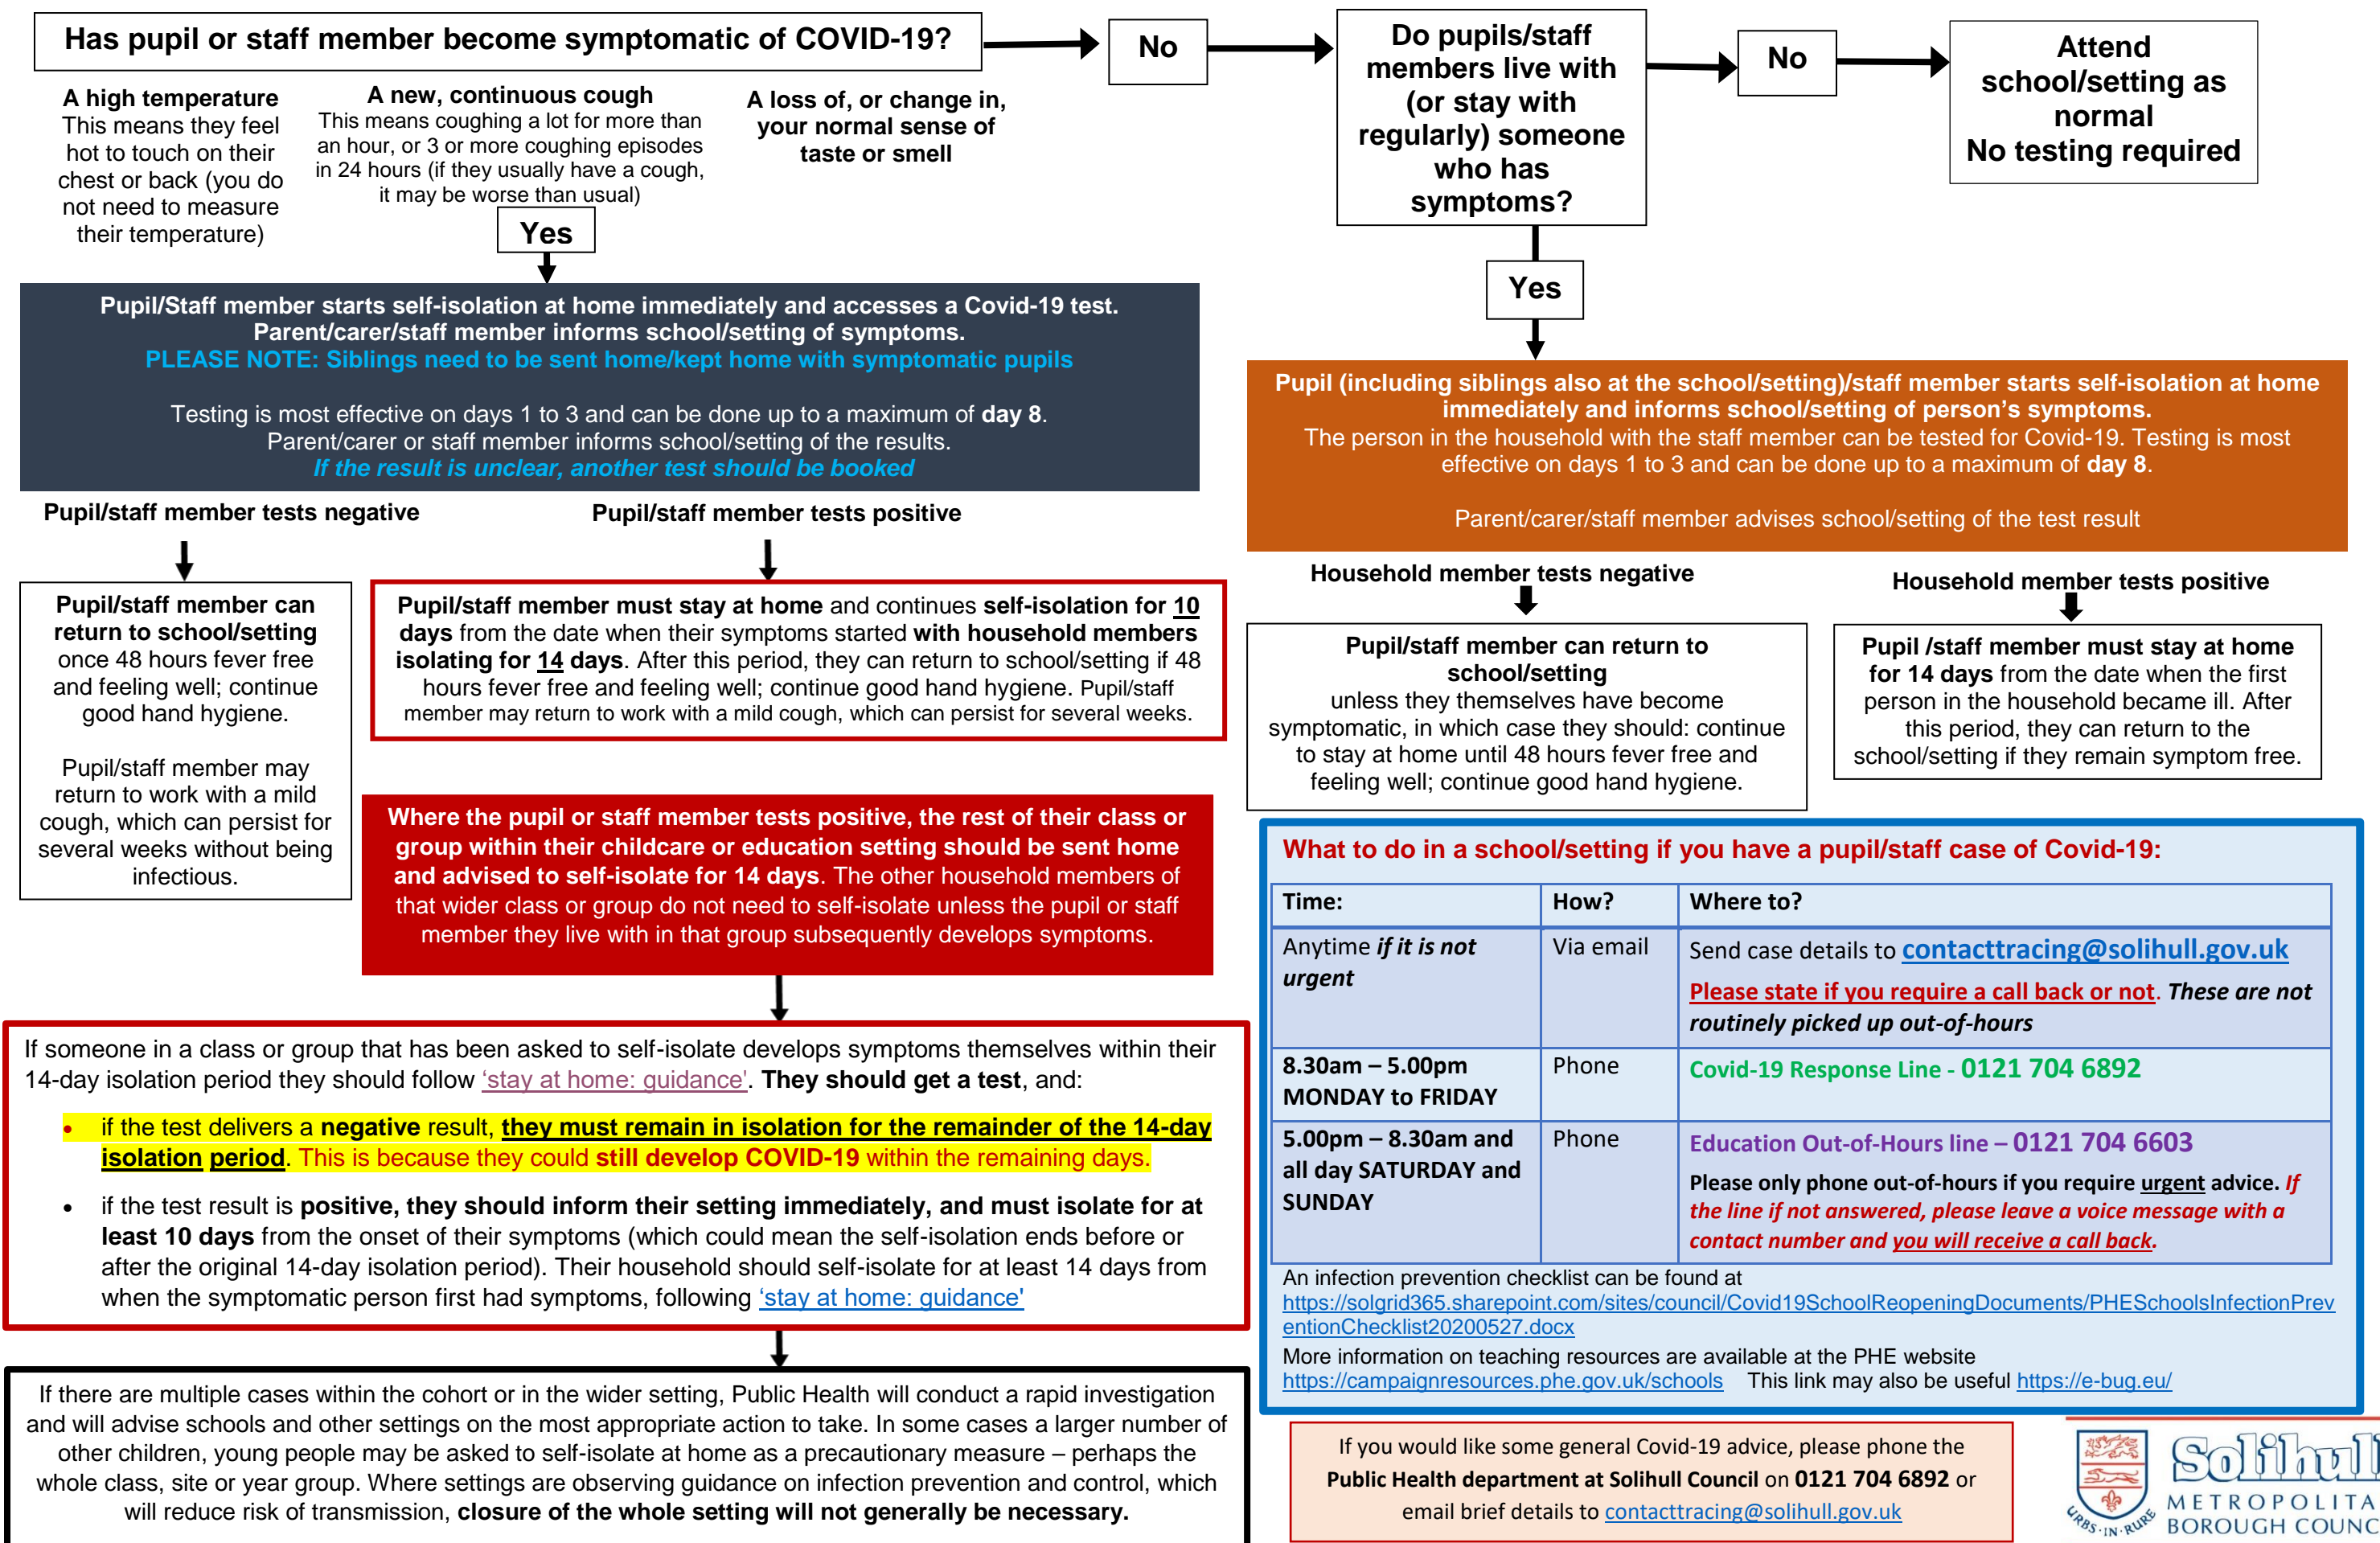 Has pupil or staff member become symptomatic of COVID-19?
No
Do pupils/staff
members live with
(or stay with
regularly) someone
who has
symptoms?
No
Attend
school/setting as
normal
No testing required
A high temperature
This means they feel
hot to touch on their
chest or back (you do
not need to measure
their temperature)
A new, continuous cough
This means coughing a lot for more than
an hour, or 3 or more coughing episodes
in 24 hours (if they usually have a cough,
it may be worse than usual)
A loss of, or change in,
your normal sense of
taste or smell
Yes
Yes
Pupil/Staff member starts self-isolation at home immediately and accesses a Covid-19 test.
Parent/carer/staff member informs school/setting of symptoms.
PLEASE NOTE: Siblings need to be sent home/kept home with symptomatic pupils
Testing is most effective on days 1 to 3 and can be done up to a maximum of day 8.
Parent/carer or staff member informs school/setting of the results.
If the result is unclear, another test should be booked
Pupil (including siblings also at the school/setting)/staff member starts self-isolation at home
immediately and informs school/setting of person's symptoms.
The person in the household with the staff member can be tested for Covid-19. Testing is most
effective on days 1 to 3 and can be done up to a maximum of day 8.
Parent/carer/staff member advises school/setting of the test result
Pupil/staff member tests negative
Pupil/staff member tests positive
Pupil/staff member can
return to school/setting
once 48 hours fever free
and feeling well; continue
good hand hygiene.
Pupil/staff member may
return to work with a mild
cough, which can persist for
several weeks without being
infectious.
Pupil/staff member must stay at home and continues self-isolation for 10
days from the date when their symptoms started with household members
isolating for 14 days. After this period, they can return to school/setting if 48
hours fever free and feeling well; continue good hand hygiene. Pupil/staff
member may return to work with a mild cough, which can persist for several weeks.
Household member tests negative
Household member tests positive
Pupil/staff member can return to
school/setting
unless they themselves have become
symptomatic, in which case they should: continue
to stay at home until 48 hours fever free and
feeling well; continue good hand hygiene.
Pupil /staff member must stay at home
for 14 days from the date when the first
person in the household became ill. After
this period, they can return to the
school/setting if they remain symptom free.
Where the pupil or staff member tests positive, the rest of their class or
group within their childcare or education setting should be sent home
and advised to self-isolate for 14 days. The other household members of
that wider class or group do not need to self-isolate unless the pupil or staff
member they live with in that group subsequently develops symptoms.
If someone in a class or group that has been asked to self-isolate develops symptoms themselves within their
14-day isolation period they should follow 'stay at home: guidance'. They should get a test, and:
• if the test delivers a negative result, they must remain in isolation for the remainder of the 14-day
isolation period. This is because they could still develop COVID-19 within the remaining days.
• if the test result is positive, they should inform their setting immediately, and must isolate for at
least 10 days from the onset of their symptoms (which could mean the self-isolation ends before or
after the original 14-day isolation period). Their household should self-isolate for at least 14 days from
when the symptomatic person first had symptoms, following 'stay at home: guidance'
If there are multiple cases within the cohort or in the wider setting, Public Health will conduct a rapid investigation
and will advise schools and other settings on the most appropriate action to take. In some cases a larger number of
other children, young people may be asked to self-isolate at home as a precautionary measure – perhaps the
whole class, site or year group. Where settings are observing guidance on infection prevention and control, which
will reduce risk of transmission, closure of the whole setting will not generally be necessary.
What to do in a school/setting if you have a pupil/staff case of Covid-19:
Time: How? Where to?
Anytime if it is not
urgent
Via email
Send case details to contacttracing@solihull.gov.uk
Please state if you require a call back or not. These are not
routinely picked up out-of-hours
8.30am – 5.00pm
MONDAY to FRIDAY
Phone
Covid-19 Response Line - 0121 704 6892
5.00pm – 8.30am and
all day SATURDAY and
SUNDAY
Phone
Education Out-of-Hours line – 0121 704 6603
Please only phone out-of-hours if you require urgent advice. If
the line if not answered, please leave a voice message with a
contact number and you will receive a call back.
An infection prevention checklist can be found at
https://solgrid365.sharepoint.com/sites/council/Covid19SchoolReopeningDocuments/PHESchoolsInfectionPrev
entionChecklist20200527.docx
More information on teaching resources are available at the PHE website
https://campaignresources.phe.gov.uk/schools This link may also be useful https://e-bug.eu/
If you would like some general Covid-19 advice, please phone the
Public Health department at Solihull Council on 0121 704 6892 or
email brief details to contacttracing@solihull.gov.uk
URBS·IN·RURE
Solihull
METROPOLITA
BOROUGH COUNC